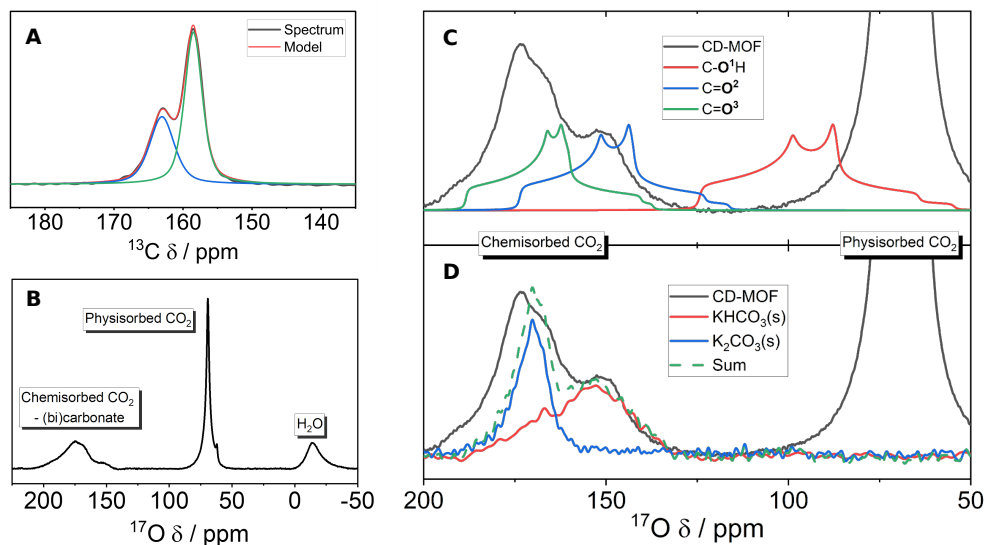 A
Spectrum
Model
180 160 140
¹³C δ / ppm
B
Physisorbed CO₂
Chemisorbed CO₂
- (bi)carbonate
H₂O
225 200 150 100 50 0 -50
¹⁷O δ / ppm
C
CD-MOF
C-O¹H
C=O²
C=O³
Chemisorbed CO₂
Physisorbed CO₂
D
CD-MOF
KHCO₃(s)
K₂CO₃(s)
Sum
200 150 100 50
¹⁷O δ / ppm